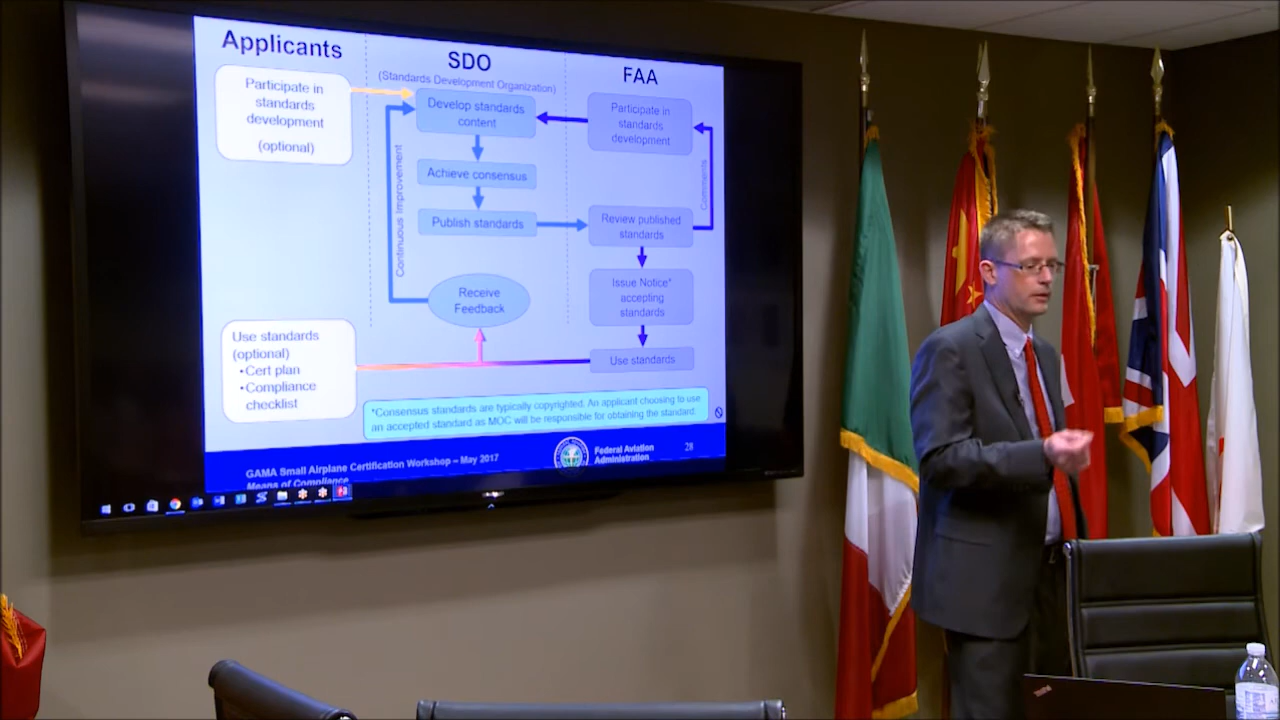 Applicants
Participate in
standards
development
(optional)
Use standards
(optional)
•Cert plan
•Compliance
checklist
SDO
(Standards Development Organization)
Develop standards
content
Achieve consensus
Publish standards
Continuous Improvement
Receive
Feedback
FAA
Participate in
standards
development
Comments
Review published
standards
Issue Notice*
accepting
standards
Use standards
*Consensus standards are typically copyrighted. An applicant choosing to use
an accepted standard as MOC will be responsible for obtaining the standard.
GAMA Small Airplane Certification Workshop – May 2017
Means of Compliance
Federal Aviation
Administration
28